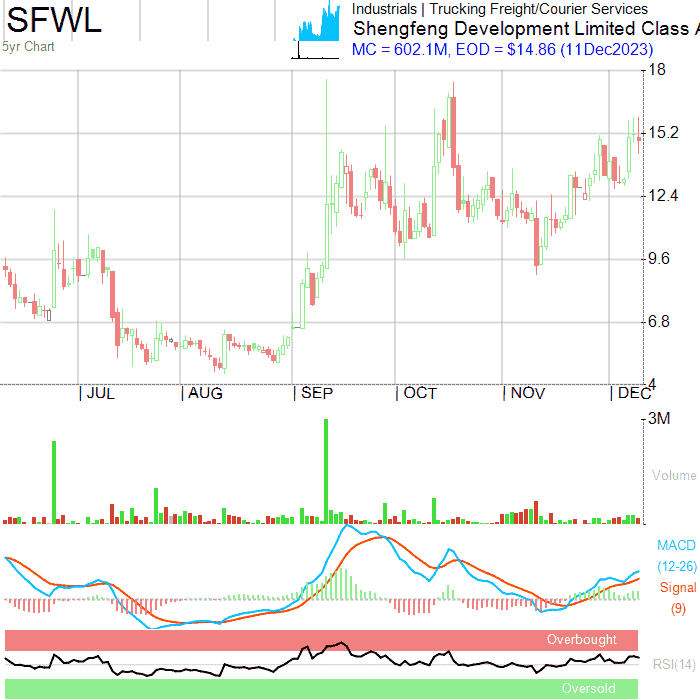 SFWL
5yr Chart
Industrials | Trucking Freight/Courier Services
Shengfeng Development Limited Class A
MC = 602.1M, EOD = $14.86 (11Dec2023)
18
15.2
12.4
9.6
6.8
4
JUL AUG SEP OCT NOV DEC
3M
Volume
MACD
(12-26)
Signal
(9)
Overbought
RSI(14)
Oversold